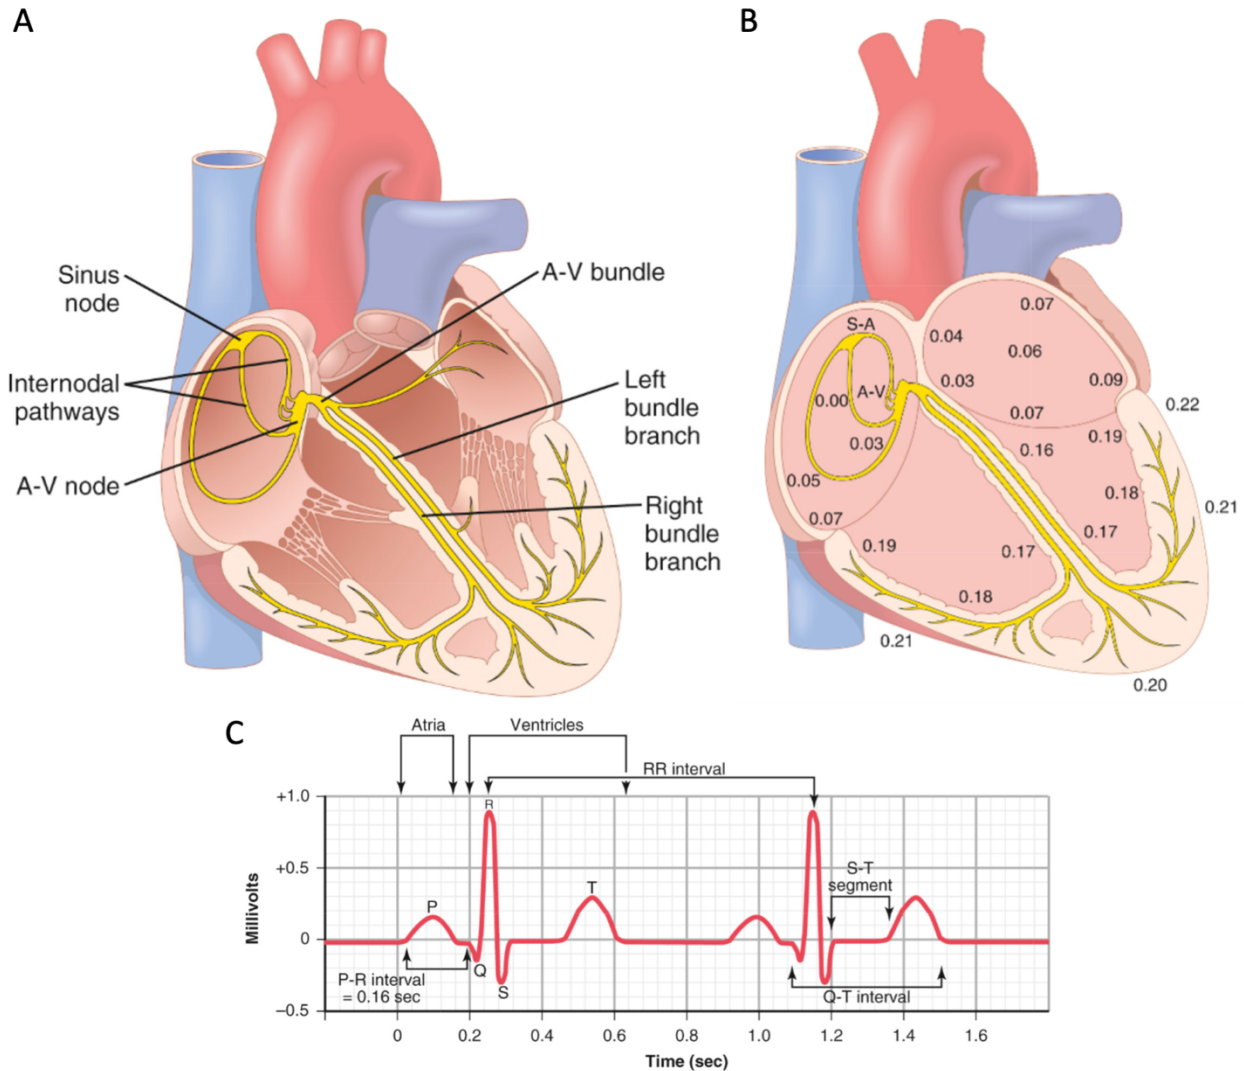 A
B
Sinus
node
Internodal
pathways
A-V node
A-V bundle
Left
bundle
branch
Right
bundle
branch
S-A
A-V
0.07
0.04
0.06
0.03
0.09
0.00
0.07
0.22
0.03
0.16
0.19
0.05
0.18
0.21
0.07
0.17
0.19
0.17
0.18
0.21
0.20
C
Atria
Ventricles
RR interval
+1.0
R
+0.5
S-T
segment
P
T
Millivolts
0
Q
P-R interval
= 0.16 sec
S
Q-T interval
–0.5
0 0.2 0.4 0.6 0.8 1.0 1.2 1.4 1.6
Time (sec)